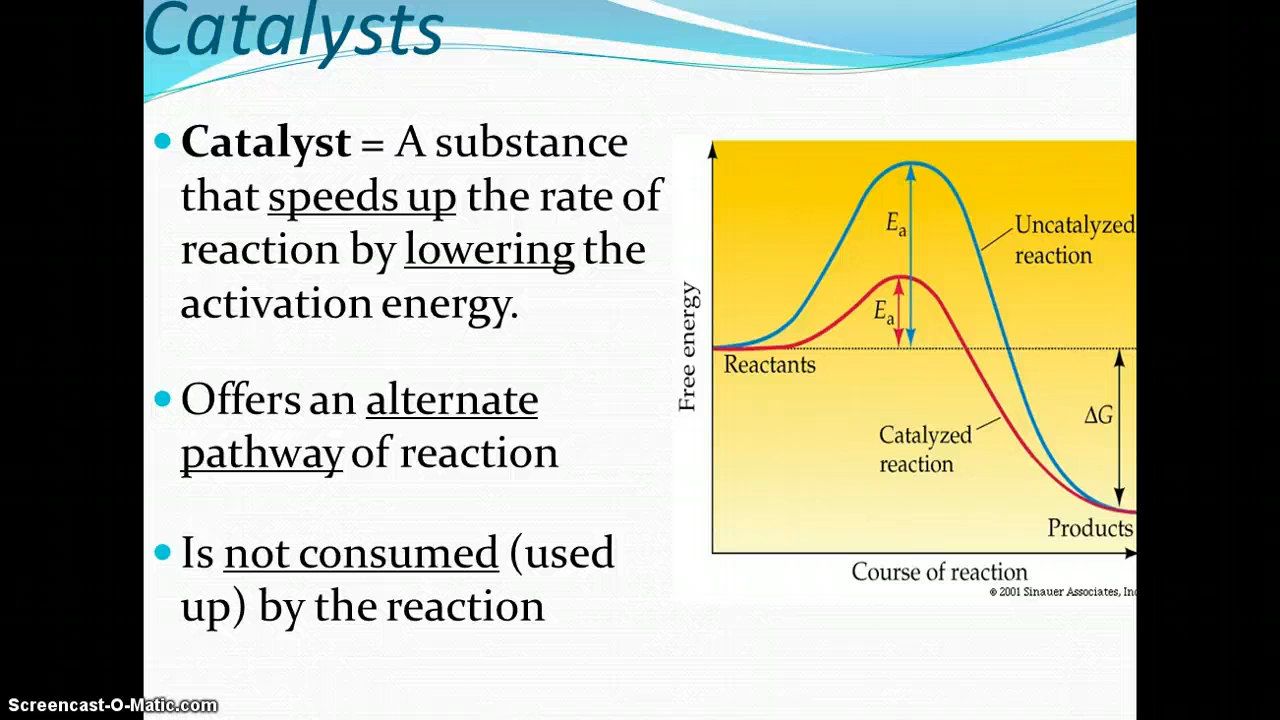 Catalysts
Catalyst = A substance
that speeds up the rate of
reaction by lowering the
activation energy.
Offers an alternate
pathway of reaction
Is not consumed (used
up) by the reaction
Free energy
Ea
Uncatalyzed
reaction
Ea
Reactants
ΔG
Catalyzed
reaction
Products
Course of reaction
© 2001 Sinauer Associates, Inc
Screencast-O-Matic.com